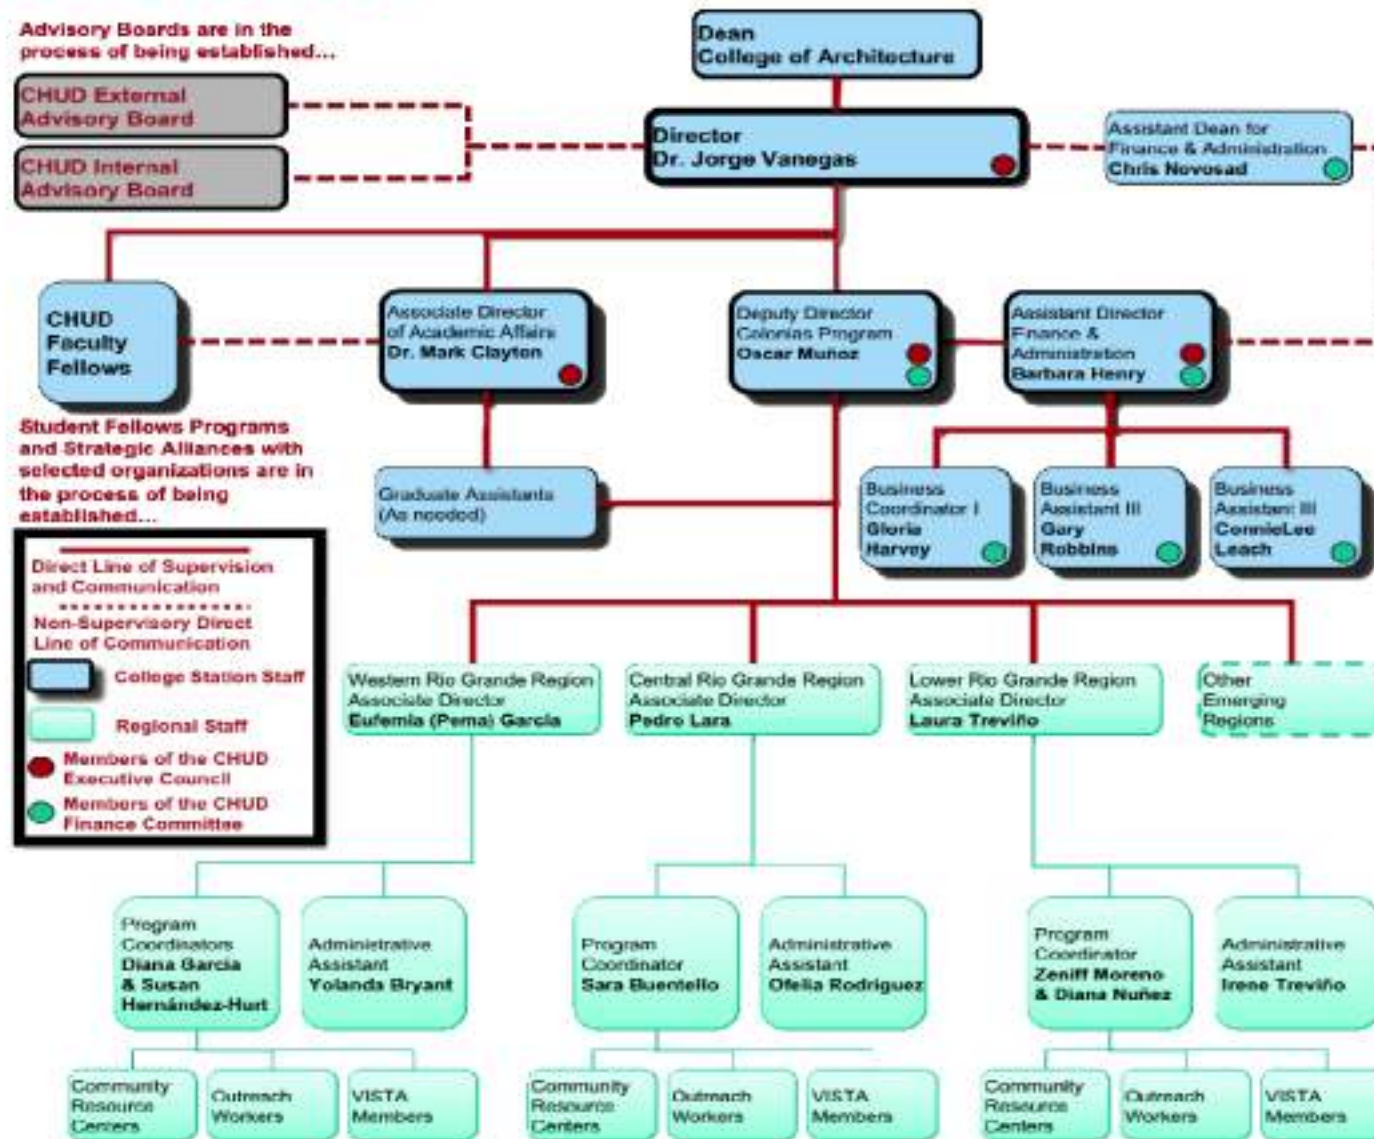 Advisory Boards are in the
process of being established...
CHUD External
Advisory Board
CHUD Internal
Advisory Board
Dean
College of Architecture
Director
Dr. Jorge Vanegas
Assistant Dean for
Finance & Administration
Chris Novosad
CHUD
Faculty
Fellows
Associate Director
of Academic Affairs
Dr. Mark Clayton
Deputy Director
Colonias Program
Oscar Muñoz
Assistant Director
Finance &
Administration
Barbara Henry
Student Fellows Programs
and Strategic Alliances with
selected organizations are in
the process of being
established...
Graduate Assistants
(As needed)
Business
Coordinator I
Gloria
Harvey
Business
Assistant III
Gary
Robbins
Business
Assistant III
ConnieLee
Leach
Direct Line of Supervision
and Communication
Non-Supervisory Direct
Line of Communication
College Station Staff
Regional Staff
Members of the CHUD
Executive Council
Members of the CHUD
Finance Committee
Western Rio Grande Region
Associate Director
Eufemia (Pema) Garcia
Central Rio Grande Region
Associate Director
Pedro Lara
Lower Rio Grande Region
Associate Director
Laura Treviño
Other
Emerging
Regions
Program
Coordinators
Diana Garcia
& Susan
Hernández-Hurt
Administrative
Assistant
Yolanda Bryant
Program
Coordinator
Sara Buentello
Administrative
Assistant
Ofelia Rodriguez
Program
Coordinator
Zeniff Moreno
& Diana Nuñez
Administrative
Assistant
Irene Treviño
Community
Resource
Centers
Outreach
Workers
VISTA
Members
Community
Resource
Centers
Outreach
Workers
VISTA
Members
Community
Resource
Centers
Outreach
Workers
VISTA
Members